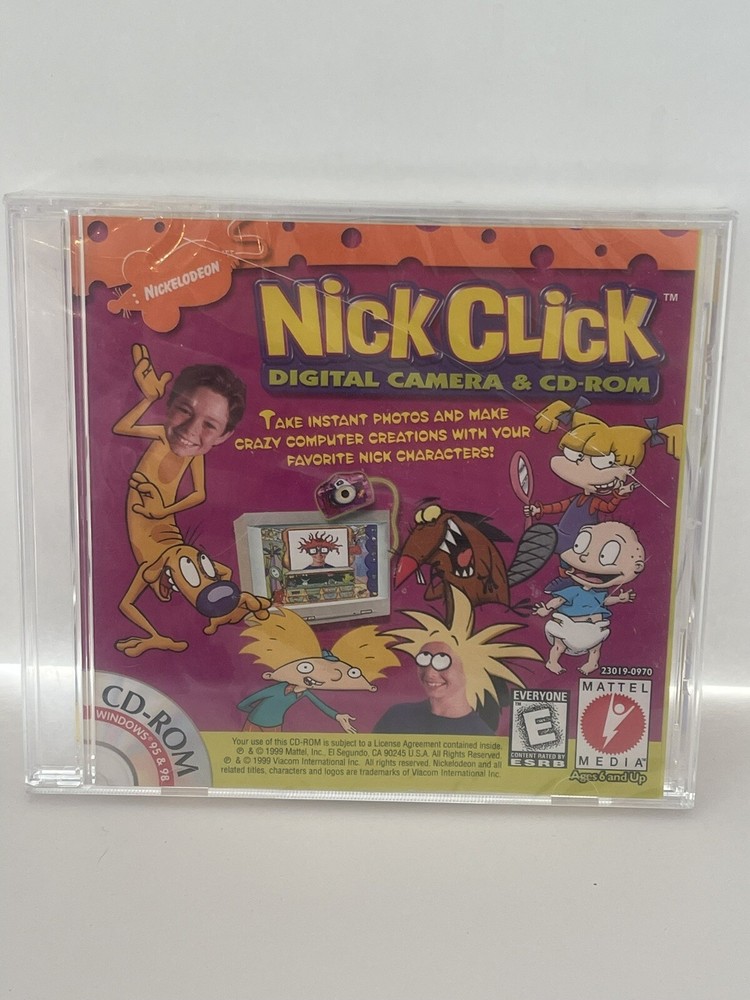 NICKELODEON
NICK CLICK™
DIGITAL CAMERA & CD-ROM
TAKE INSTANT PHOTOS AND MAKE
CRAZY COMPUTER CREATIONS WITH YOUR
FAVORITE NICK CHARACTERS!
23019-0970
CD-ROM
WINDOWS® 95 & 98
EVERYONE
E
CONTENT RATED BY
ESRB
MATTEL
MEDIA™
Ages 6 and Up
Your use of this CD-ROM is subject to a License Agreement contained inside.
℗ & © 1999 Mattel, Inc. El Segundo, CA 90245 U.S.A. All Rights Reserved.
℗ & © 1999 Viacom International Inc. All rights reserved. Nickelodeon and all
related titles, characters and logos are trademarks of Viacom International Inc.